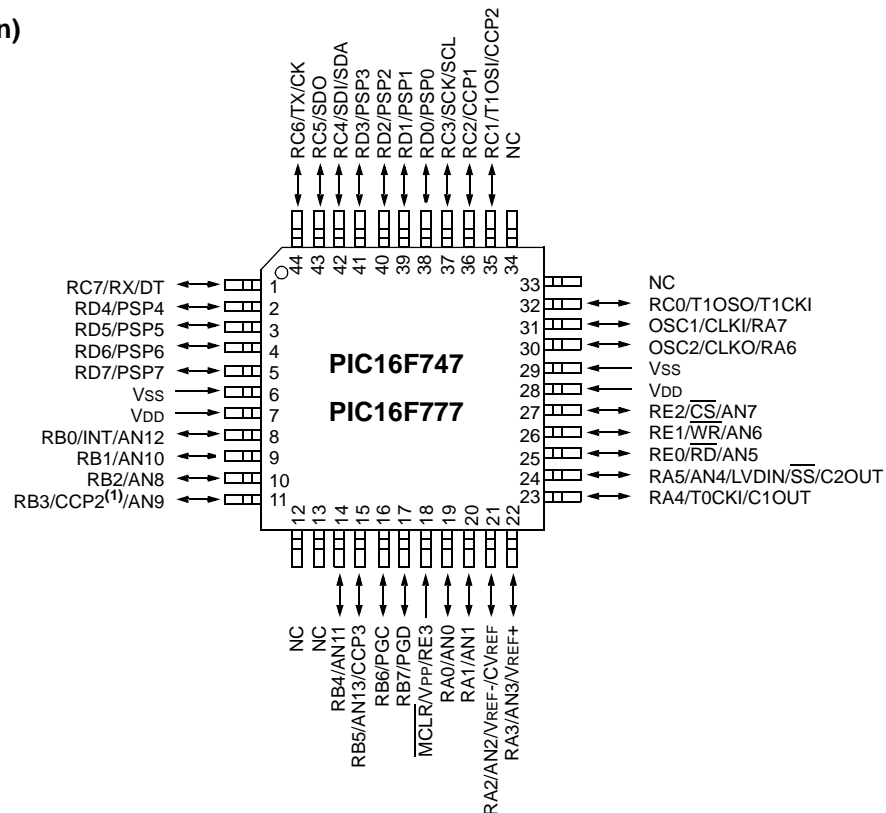 n)
RC6/TX/CK
RC5/SDO
RC4/SDI/SDA
RD3/PSP3
RD2/PSP2
RD1/PSP1
RD0/PSP0
RC3/SCK/SCL
RC2/CCP1
RC1/T1OSI/CCP2
NC
44
43
42
41
40
39
38
37
36
35
34
RC7/RX/DT 1
RD4/PSP4 2
RD5/PSP5 3
RD6/PSP6 4
RD7/PSP7 5
VSS 6
VDD 7
RB0/INT/AN12 8
RB1/AN10 9
RB2/AN8 10
RB3/CCP2(1)/AN9 11
PIC16F747
PIC16F777
33 NC
32 RC0/T1OSO/T1CKI
31 OSC1/CLKI/RA7
30 OSC2/CLKO/RA6
29 VSS
28 VDD
27 RE2/CS/AN7
26 RE1/WR/AN6
25 RE0/RD/AN5
24 RA5/AN4/LVDIN/SS/C2OUT
23 RA4/T0CKI/C1OUT
12
13
14
15
16
17
18
19
20
21
22
NC
NC
RB4/AN11
RB5/AN13/CCP3
RB6/PGC
RB7/PGD
MCLR/VPP/RE3
RA0/AN0
RA1/AN1
RA2/AN2/VREF-/CVREF
RA3/AN3/VREF+